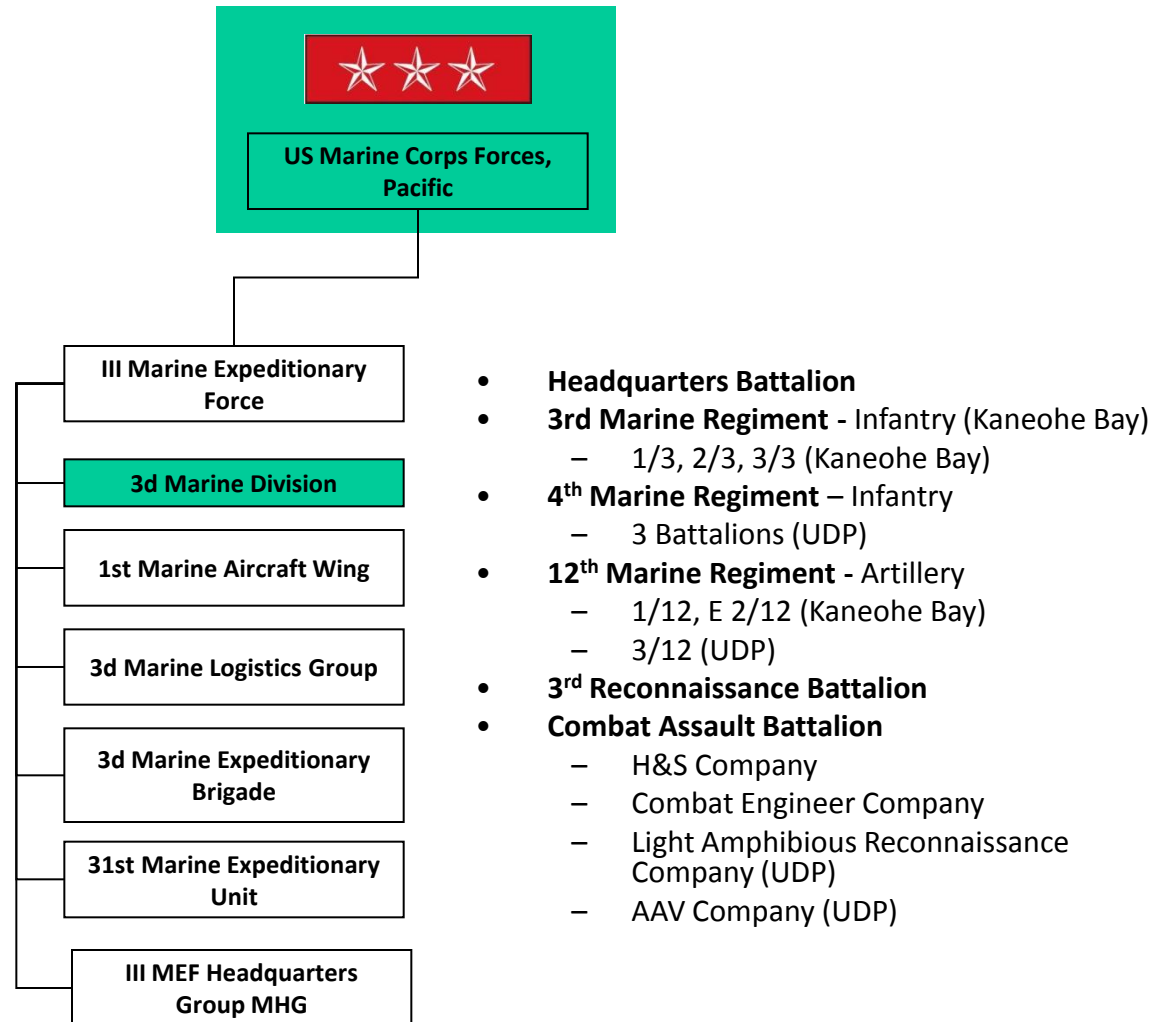 US Marine Corps Forces,
Pacific
III Marine Expeditionary
Force
3d Marine Division
1st Marine Aircraft Wing
3d Marine Logistics Group
3d Marine Expeditionary
Brigade
31st Marine Expeditionary
Unit
III MEF Headquarters
Group MHG
• Headquarters Battalion
• 3rd Marine Regiment - Infantry (Kaneohe Bay)
– 1/3, 2/3, 3/3 (Kaneohe Bay)
• 4th Marine Regiment – Infantry
– 3 Battalions (UDP)
• 12th Marine Regiment - Artillery
– 1/12, E 2/12 (Kaneohe Bay)
– 3/12 (UDP)
• 3rd Reconnaissance Battalion
• Combat Assault Battalion
– H&S Company
– Combat Engineer Company
– Light Amphibious Reconnaissance
Company (UDP)
– AAV Company (UDP)